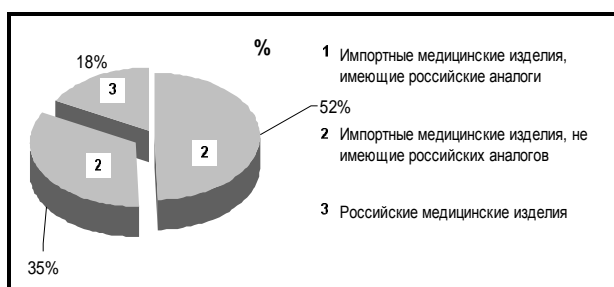 %
18%
3
52%
2
2
35%
1 Импортные медицинские изделия,
имеющие российские аналоги
2 Импортные медицинские изделия, не
имеющие российских аналогов
3 Российские медицинские изделия